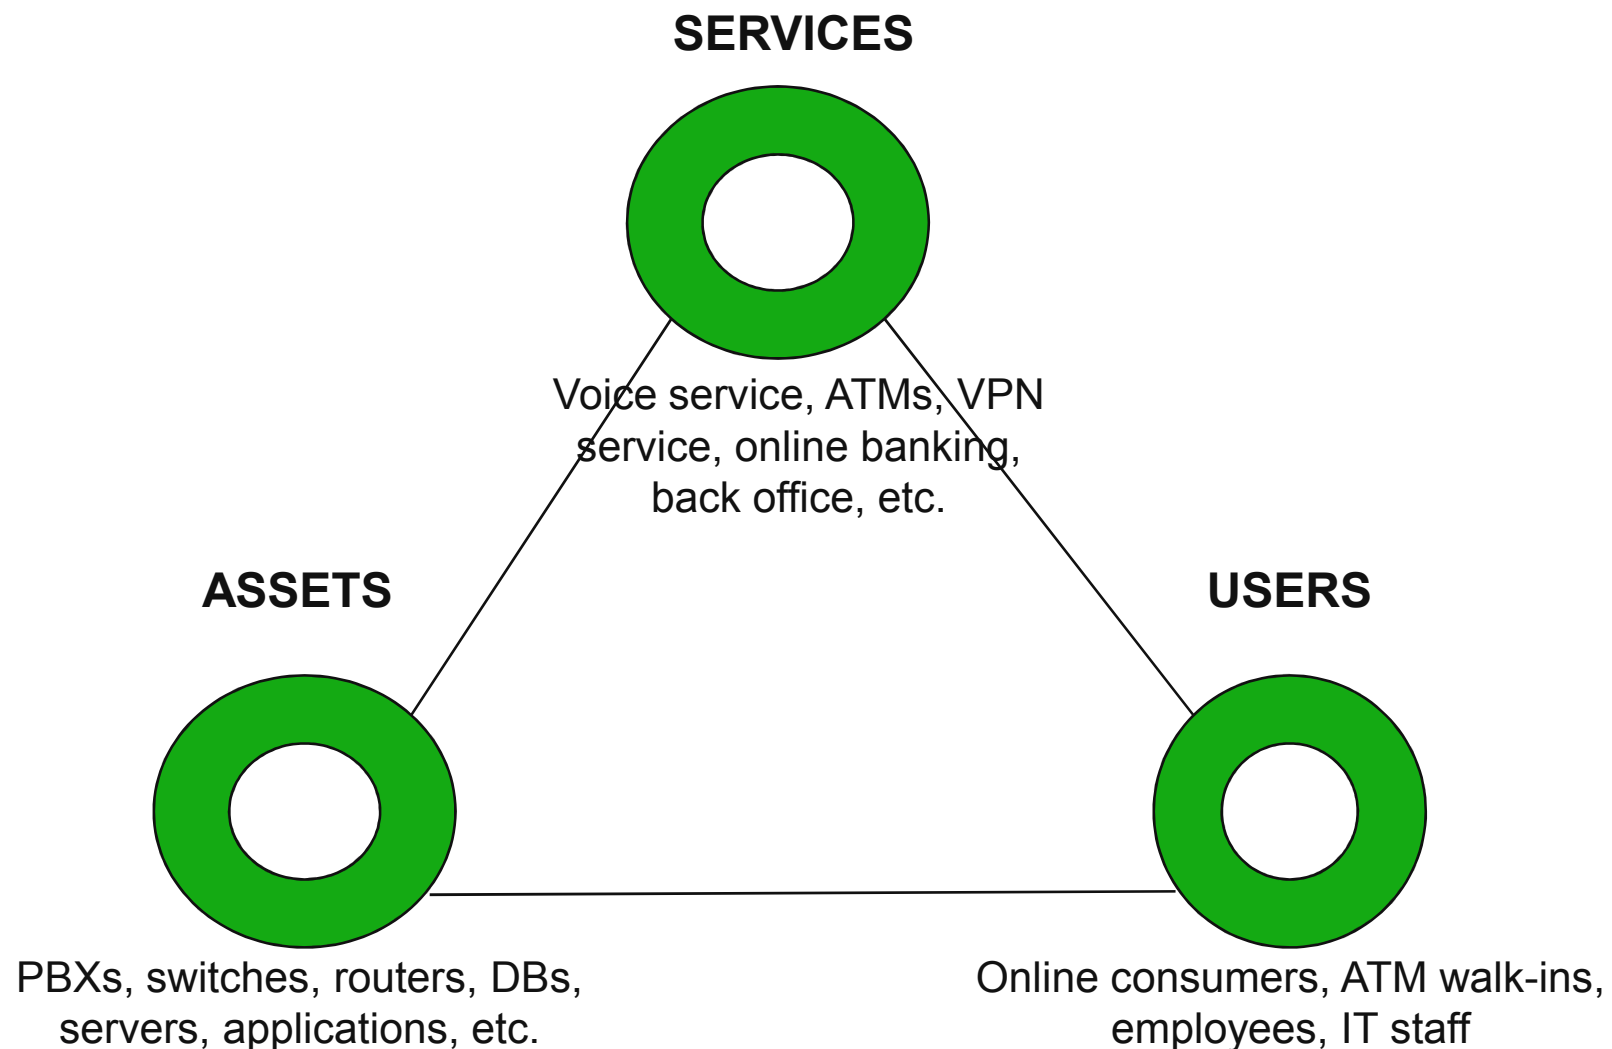 SERVICES
Voice service, ATMs, VPN
service, online banking,
back office, etc.
ASSETS
USERS
PBXs, switches, routers, DBs,
servers, applications, etc.
Online consumers, ATM walk-ins,
employees, IT staff